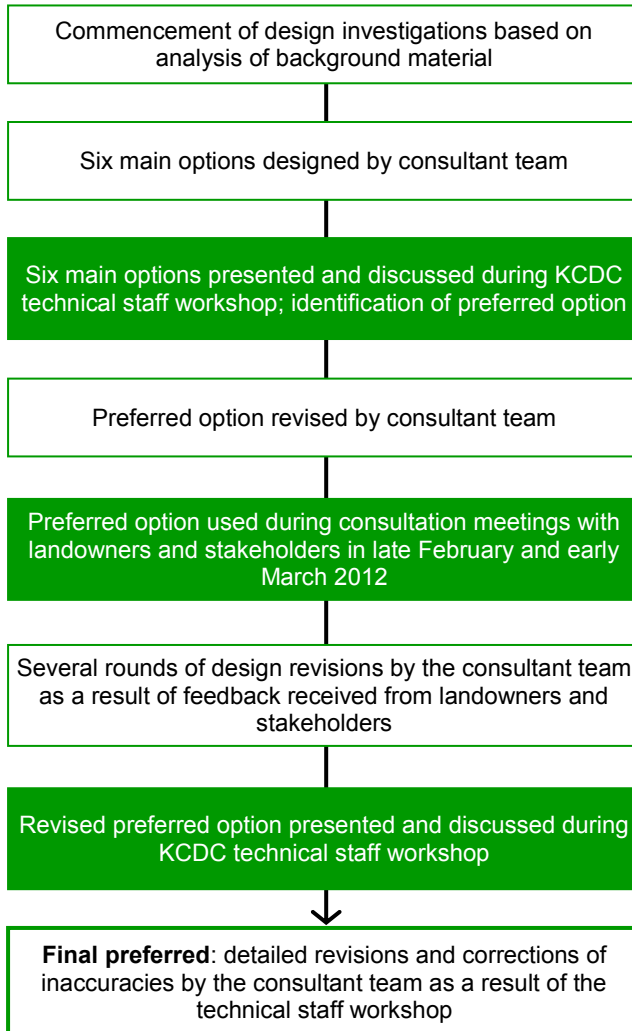 Commencement of design investigations based on
analysis of background material
Six main options designed by consultant team
Six main options presented and discussed during KCDC
technical staff workshop; identification of preferred option
Preferred option revised by consultant team
Preferred option used during consultation meetings with
landowners and stakeholders in late February and early
March 2012
Several rounds of design revisions by the consultant team
as a result of feedback received from landowners and
stakeholders
Revised preferred option presented and discussed during
KCDC technical staff workshop
Final preferred: detailed revisions and corrections of
inaccuracies by the consultant team as a result of the
technical staff workshop